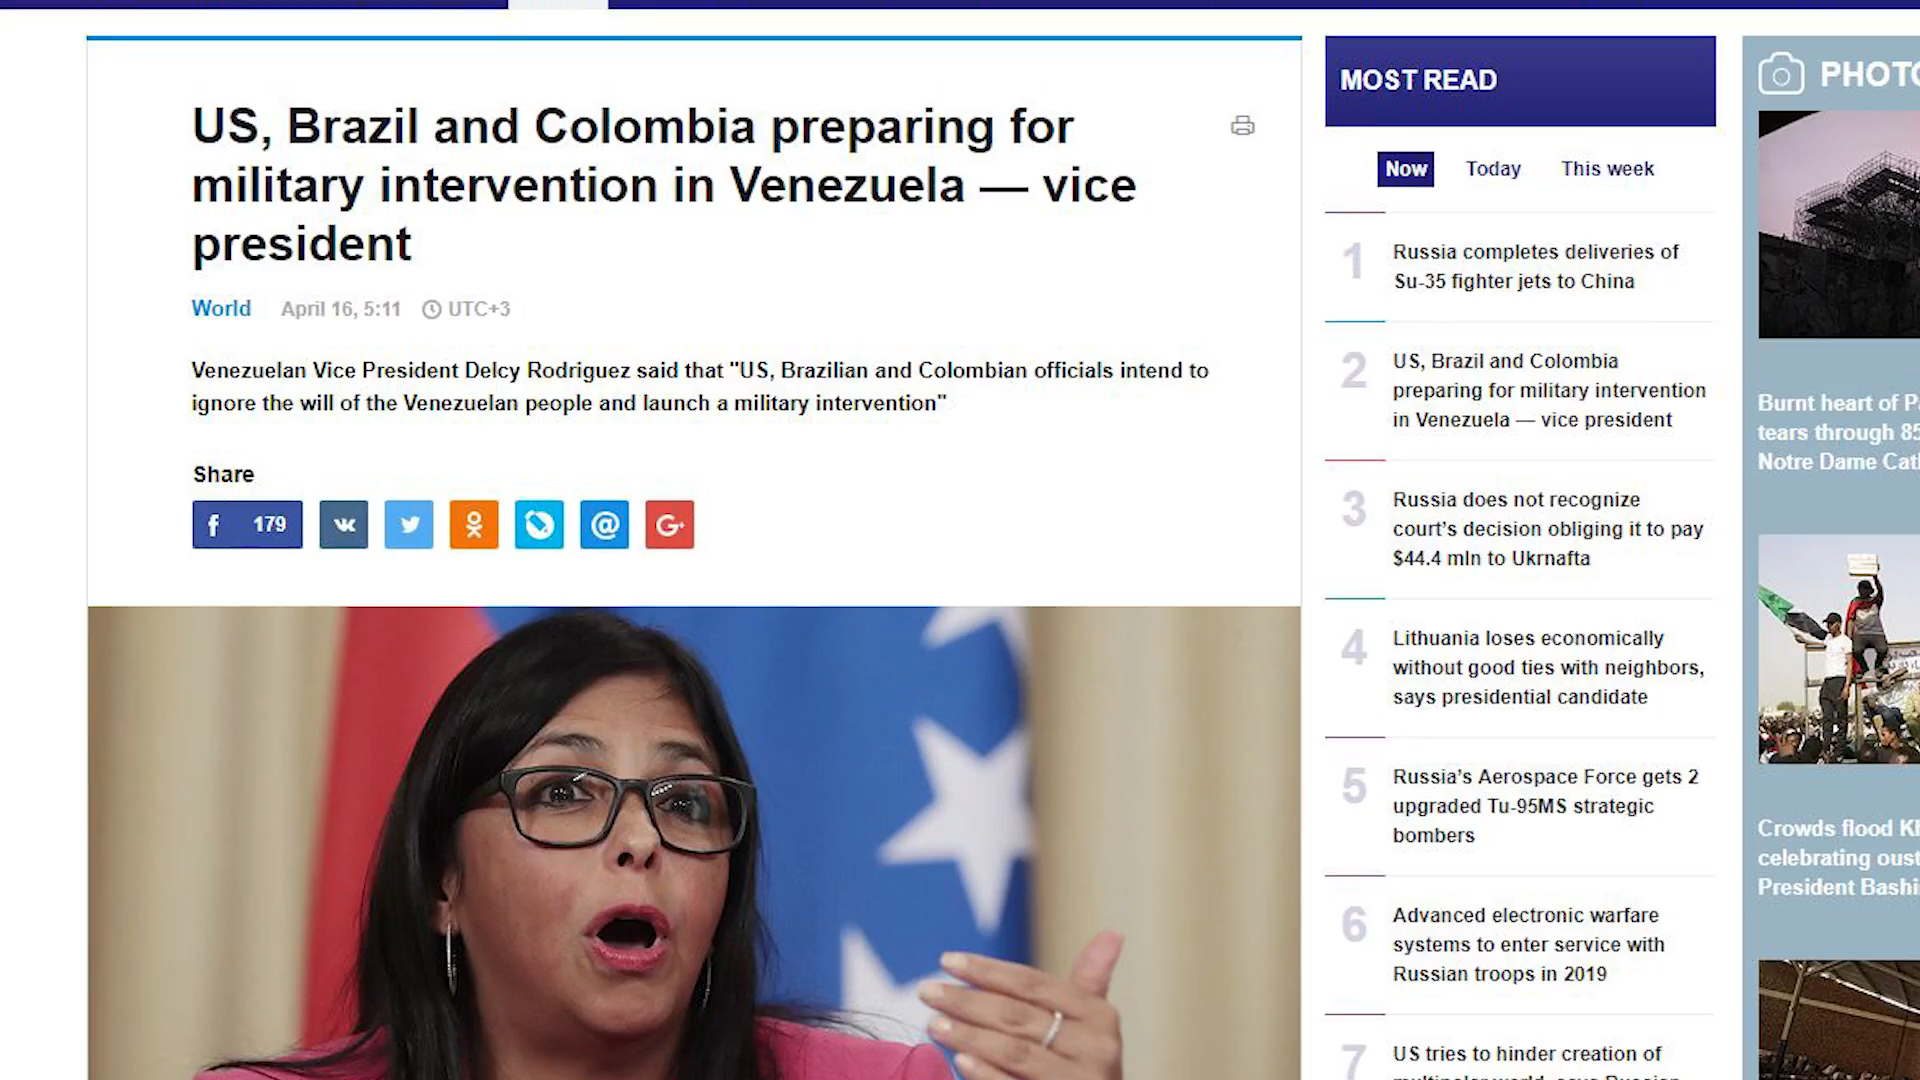 US, Brazil and Colombia preparing for
military intervention in Venezuela — vice
president
World April 16, 5:11 UTC+3
Venezuelan Vice President Delcy Rodriguez said that "US, Brazilian and Colombian officials intend to
ignore the will of the Venezuelan people and launch a military intervention"
Share
179
MOST READ
Now Today This week
1
Russia completes deliveries of
Su-35 fighter jets to China
2
US, Brazil and Colombia
preparing for military intervention
in Venezuela — vice president
3
Russia does not recognize
court’s decision obliging it to pay
$44.4 mln to Ukrnafta
4
Lithuania loses economically
without good ties with neighbors,
says presidential candidate
5
Russia’s Aerospace Force gets 2
upgraded Tu-95MS strategic
bombers
6
Advanced electronic warfare
systems to enter service with
Russian troops in 2019
7
US tries to hinder creation of
Burnt heart of
tears through
Notre Dame
Crowds flood
celebrating
President